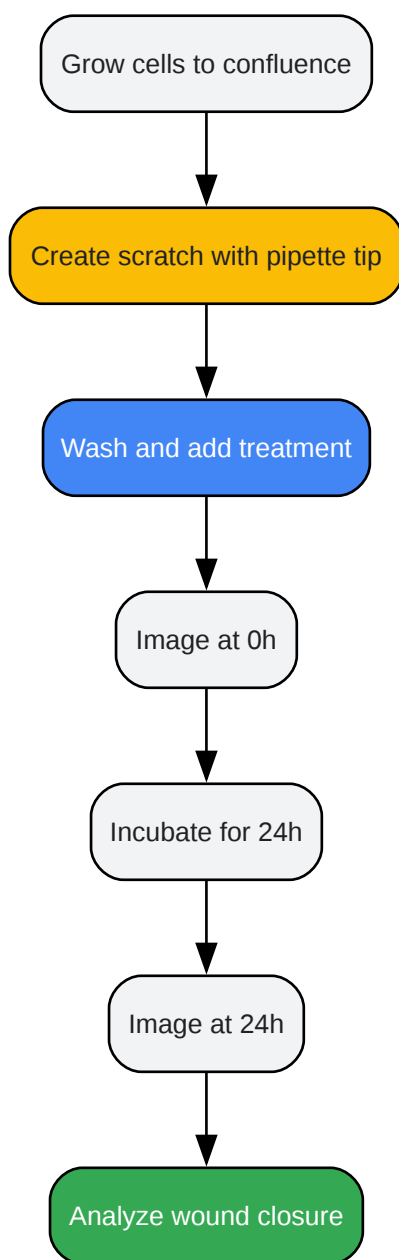 Grow cells to confluence
Create scratch with pipette tip
Wash and add treatment
Image at 0h
Incubate for 24h
Image at 24h
Analyze wound closure